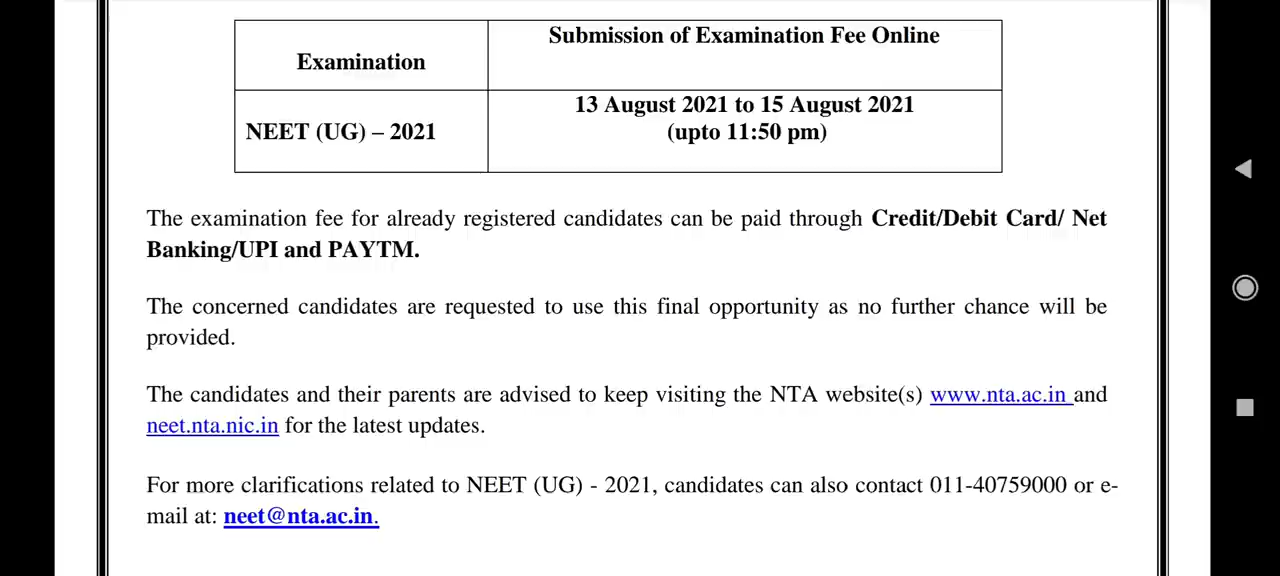 Submission of Examination Fee Online
Examination
13 August 2021 to 15 August 2021
NEET (UG) – 2021
(upto 11:50 pm)
The examination fee for already registered candidates can be paid through Credit/Debit Card/ Net
Banking/UPI and PAYTM.
The concerned candidates are requested to use this final opportunity as no further chance will be
provided.
The candidates and their parents are advised to keep visiting the NTA website(s) www.nta.ac.in and
neet.nta.nic.in for the latest updates.
For more clarifications related to NEET (UG) - 2021, candidates can also contact 011-40759000 or e-
mail at: neet@nta.ac.in.